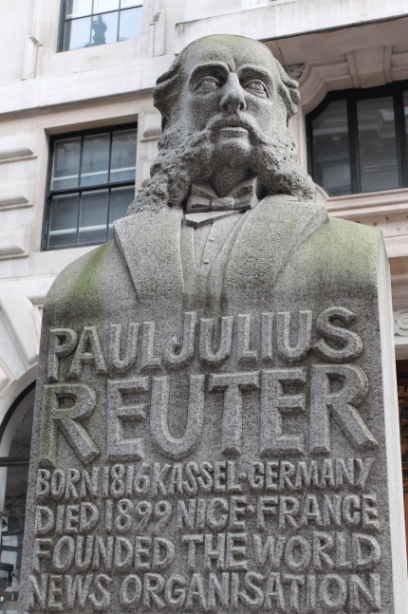 PAUL JULIUS
REUTER
BORN 1816 KASSEL·GERMANY
DIED 1899 NICE·FRANCE
FOUNDED THE WORLD
NEWS ORGANISATION